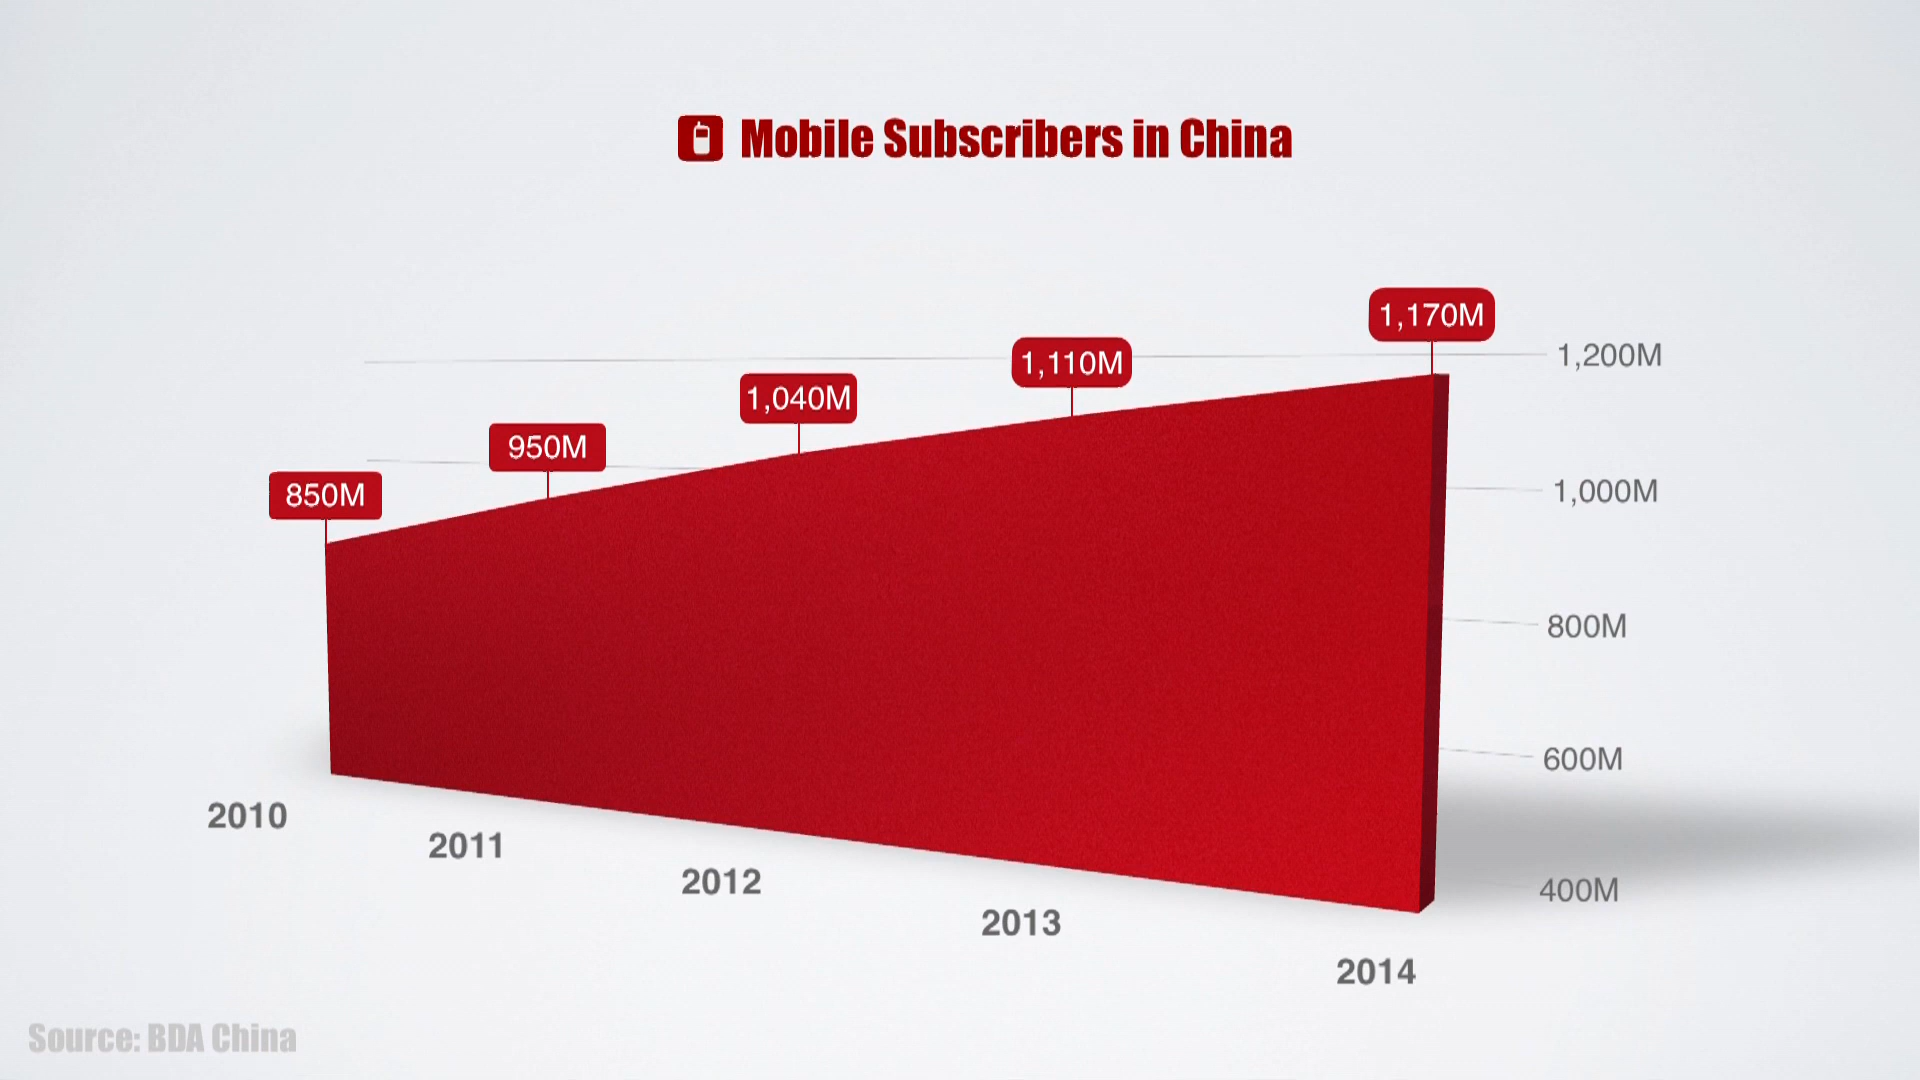 Mobile Subscribers in China
1,170M
1,200M
1,110M
1,040M
950M
850M
1,000M
800M
600M
400M
2010
2011
2012
2013
2014
Source: BDA China